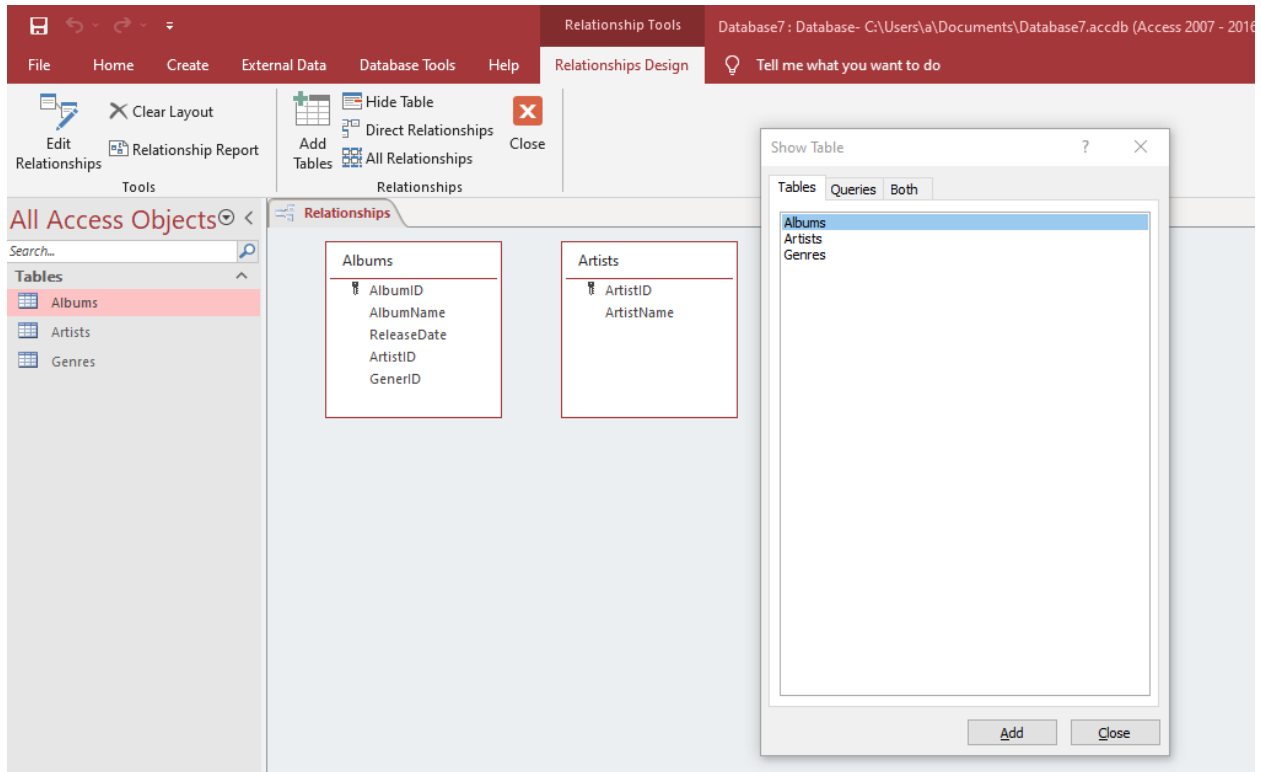 Relationship Tools
Database7 : Database- C:\Users\a\Documents\Database7.accdb (Access 2007 - 2016
File Home Create External Data Database Tools Help Relationships Design Tell me what you want to do
Edit Relationships
Clear Layout
Relationship Report
Tools
Add Tables
Hide Table
Direct Relationships
All Relationships
Close
Relationships
All Access Objects
Search...
Tables
Albums
Artists
Genres
Relationships
Albums
AlbumID
AlbumName
ReleaseDate
ArtistID
GenerID
Artists
ArtistID
ArtistName
Show Table ?
Tables Queries Both
Albums
Artists
Genres
Add Close